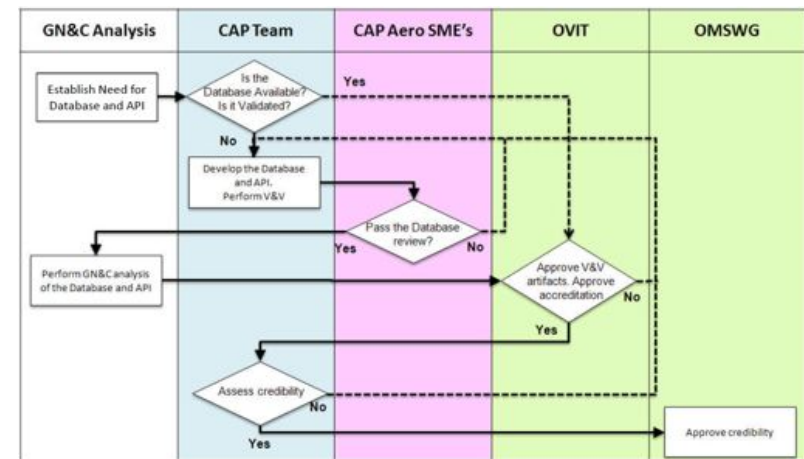 GN&C Analysis
CAP Team
CAP Aero SME's
OVIT
OMSWG
Establish Need for
Database and API
Is the
Database Available?
Is it Validated?
Yes
No
Develop the Database
and API.
Perform V&V
Pass the Database
review?
Yes
No
Perform GN&C analysis
of the Database and API
Approve V&V
artifacts. Approve
accreditation
No
Yes
Assess credibility
No
Yes
Approve credibility